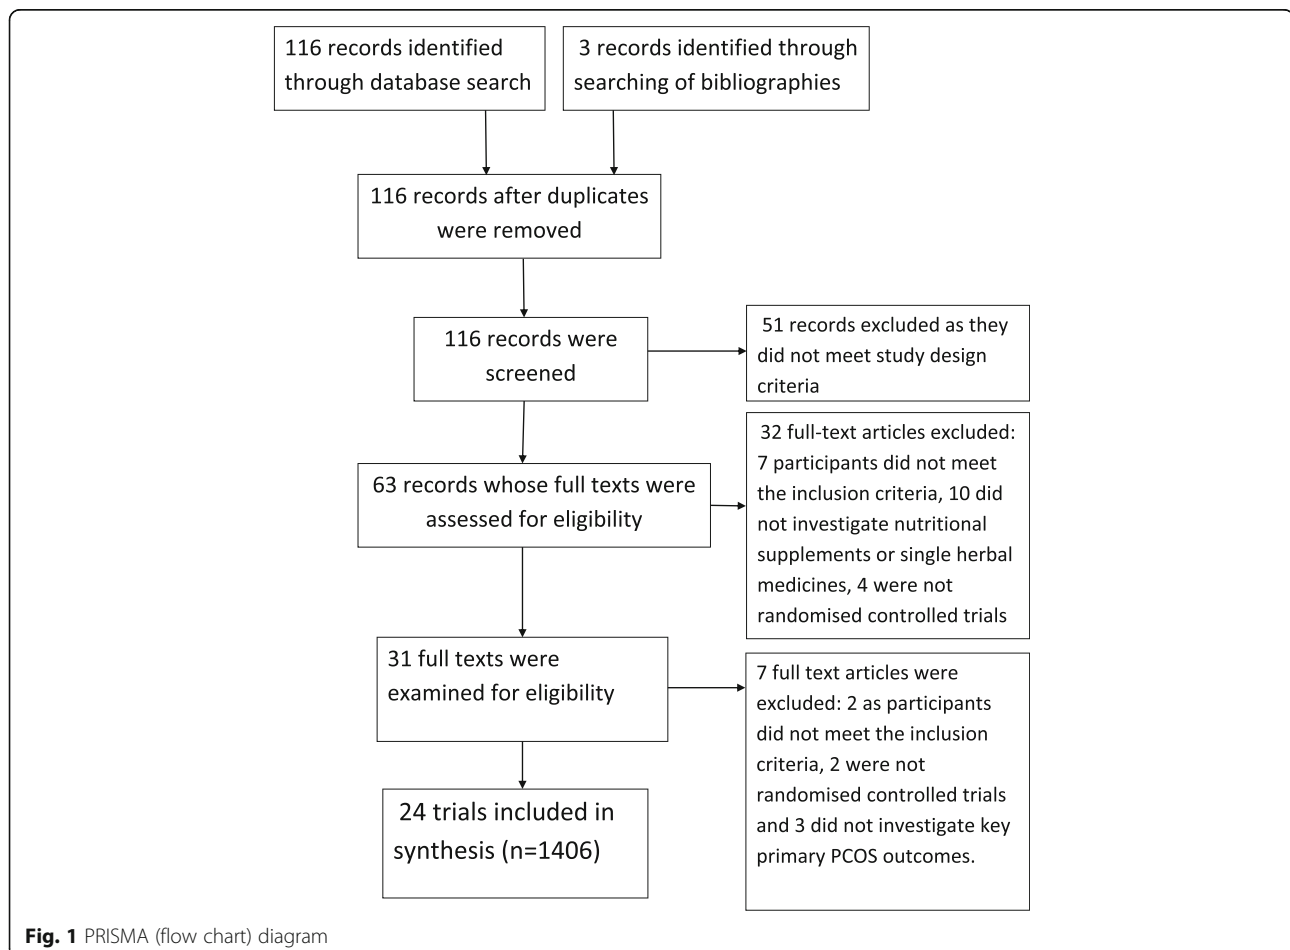 116 records identified
through database search
3 records identified through
searching of bibliographies
116 records after duplicates
were removed
116 records were
screened
51 records excluded as they
did not meet study design
criteria
63 records whose full texts were
assessed for eligibility
32 full-text articles excluded:
7 participants did not meet
the inclusion criteria, 10 did
not investigate nutritional
supplements or single herbal
medicines, 4 were not
randomised controlled trials
31 full texts were
examined for eligibility
7 full text articles were
excluded: 2 as participants
did not meet the inclusion
criteria, 2 were not
randomised controlled trials
and 3 did not investigate key
primary PCOS outcomes.
24 trials included in
synthesis (n=1406)
Fig. 1 PRISMA (flow chart) diagram